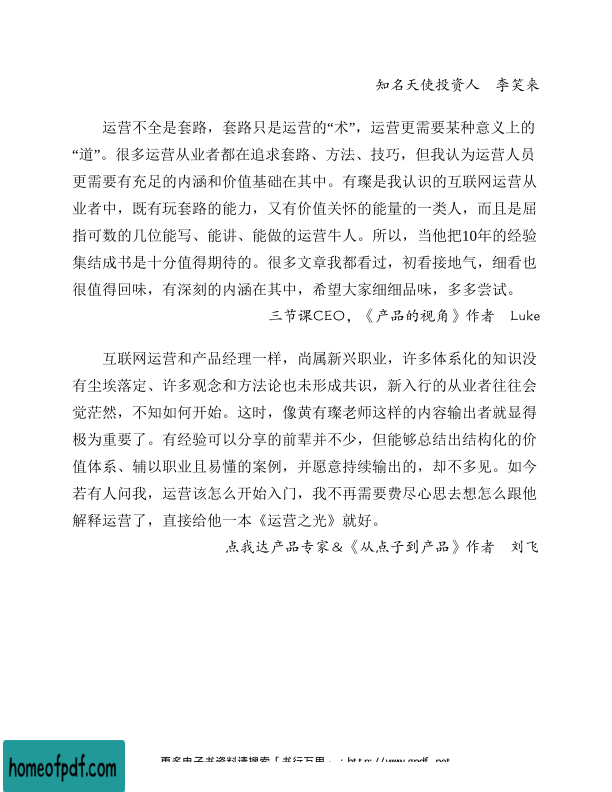 知名天使投资人　李笑来
运营不全是套路，套路只是运营的“术”，运营更需要某种意义上的
“道”。很多运营从业者都在追求套路、方法、技巧，但我认为运营人员
更需要有充足的内涵和价值基础在其中。有璨是我认识的互联网运营从
业者中，既有玩套路的能力，又有价值关怀的能量的一类人，而且是屈
指可数的几位能写、能讲、能做的运营牛人。所以，当他把10年的经验
集结成书是十分值得期待的。很多文章我都看过，初看接地气，细看也
很值得回味，有深刻的内涵在其中，希望大家细细品味，多多尝试。
三节课CEO，《产品的视角》作者　Luke
互联网运营和产品经理一样，尚属新兴职业，许多体系化的知识没
有尘埃落定、许多观念和方法论也未形成共识，新入行的从业者往往会
觉茫然，不知如何开始。这时，像黄有璨老师这样的内容输出者就显得
极为重要了。有经验可以分享的前辈并不少，但能够总结出结构化的价
值体系、辅以职业且易懂的案例，并愿意持续输出的，却不多见。如今
若有人问我，运营该怎么开始入门，我不再需要费尽心思去想怎么跟他
解释运营了，直接给他一本《运营之光》就好。
点我达产品专家＆《从点子到产品》作者　刘飞
homeofpdf.com